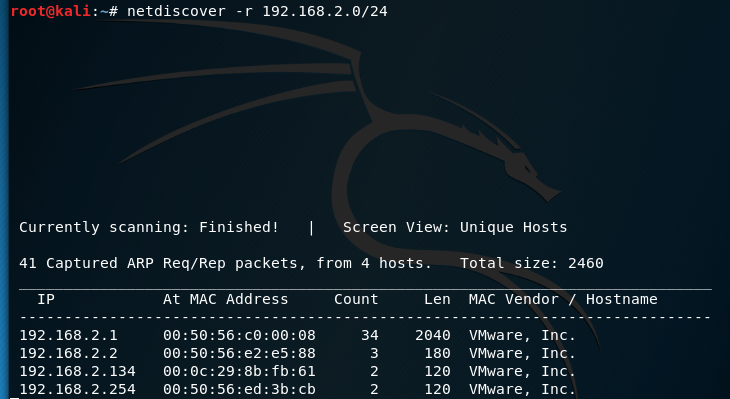 root@kali:~# netdiscover -r 192.168.2.0/24
Currently scanning: Finished!   |   Screen View: Unique Hosts
41 Captured ARP Req/Rep packets, from 4 hosts.   Total size: 2460
_____________________________________________________________________________
  IP            At MAC Address     Count     Len  MAC Vendor / Hostname
-----------------------------------------------------------------------------
192.168.2.1     00:50:56:c0:00:08     34    2040  VMware, Inc.
192.168.2.2     00:50:56:e2:e5:88      3     180  VMware, Inc.
192.168.2.134   00:0c:29:8b:fb:61      2     120  VMware, Inc.
192.168.2.254   00:50:56:ed:3b:cb      2     120  VMware, Inc.